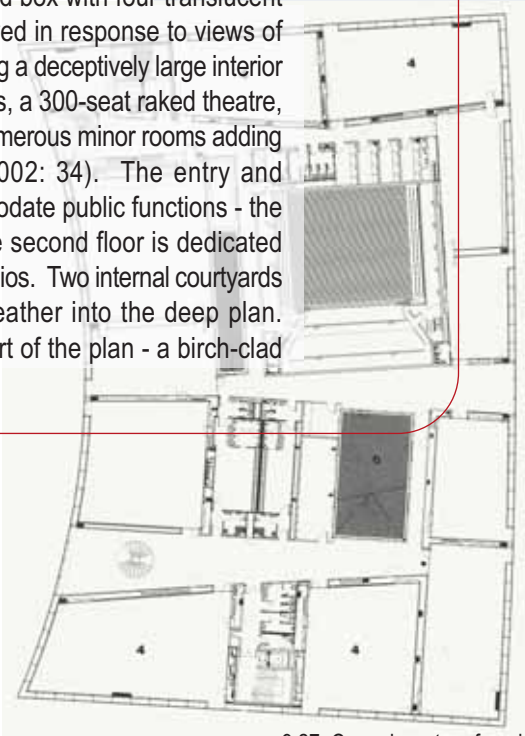 d box with four translucent
ed in response to views of
g a deceptively large interior
s, a 300-seat raked theatre,
merous minor rooms adding
002: 34). The entry and
odate public functions - the
e second floor is dedicated
ios. Two internal courtyards
eather into the deep plan.
rt of the plan - a birch-clad
4
6
4
4